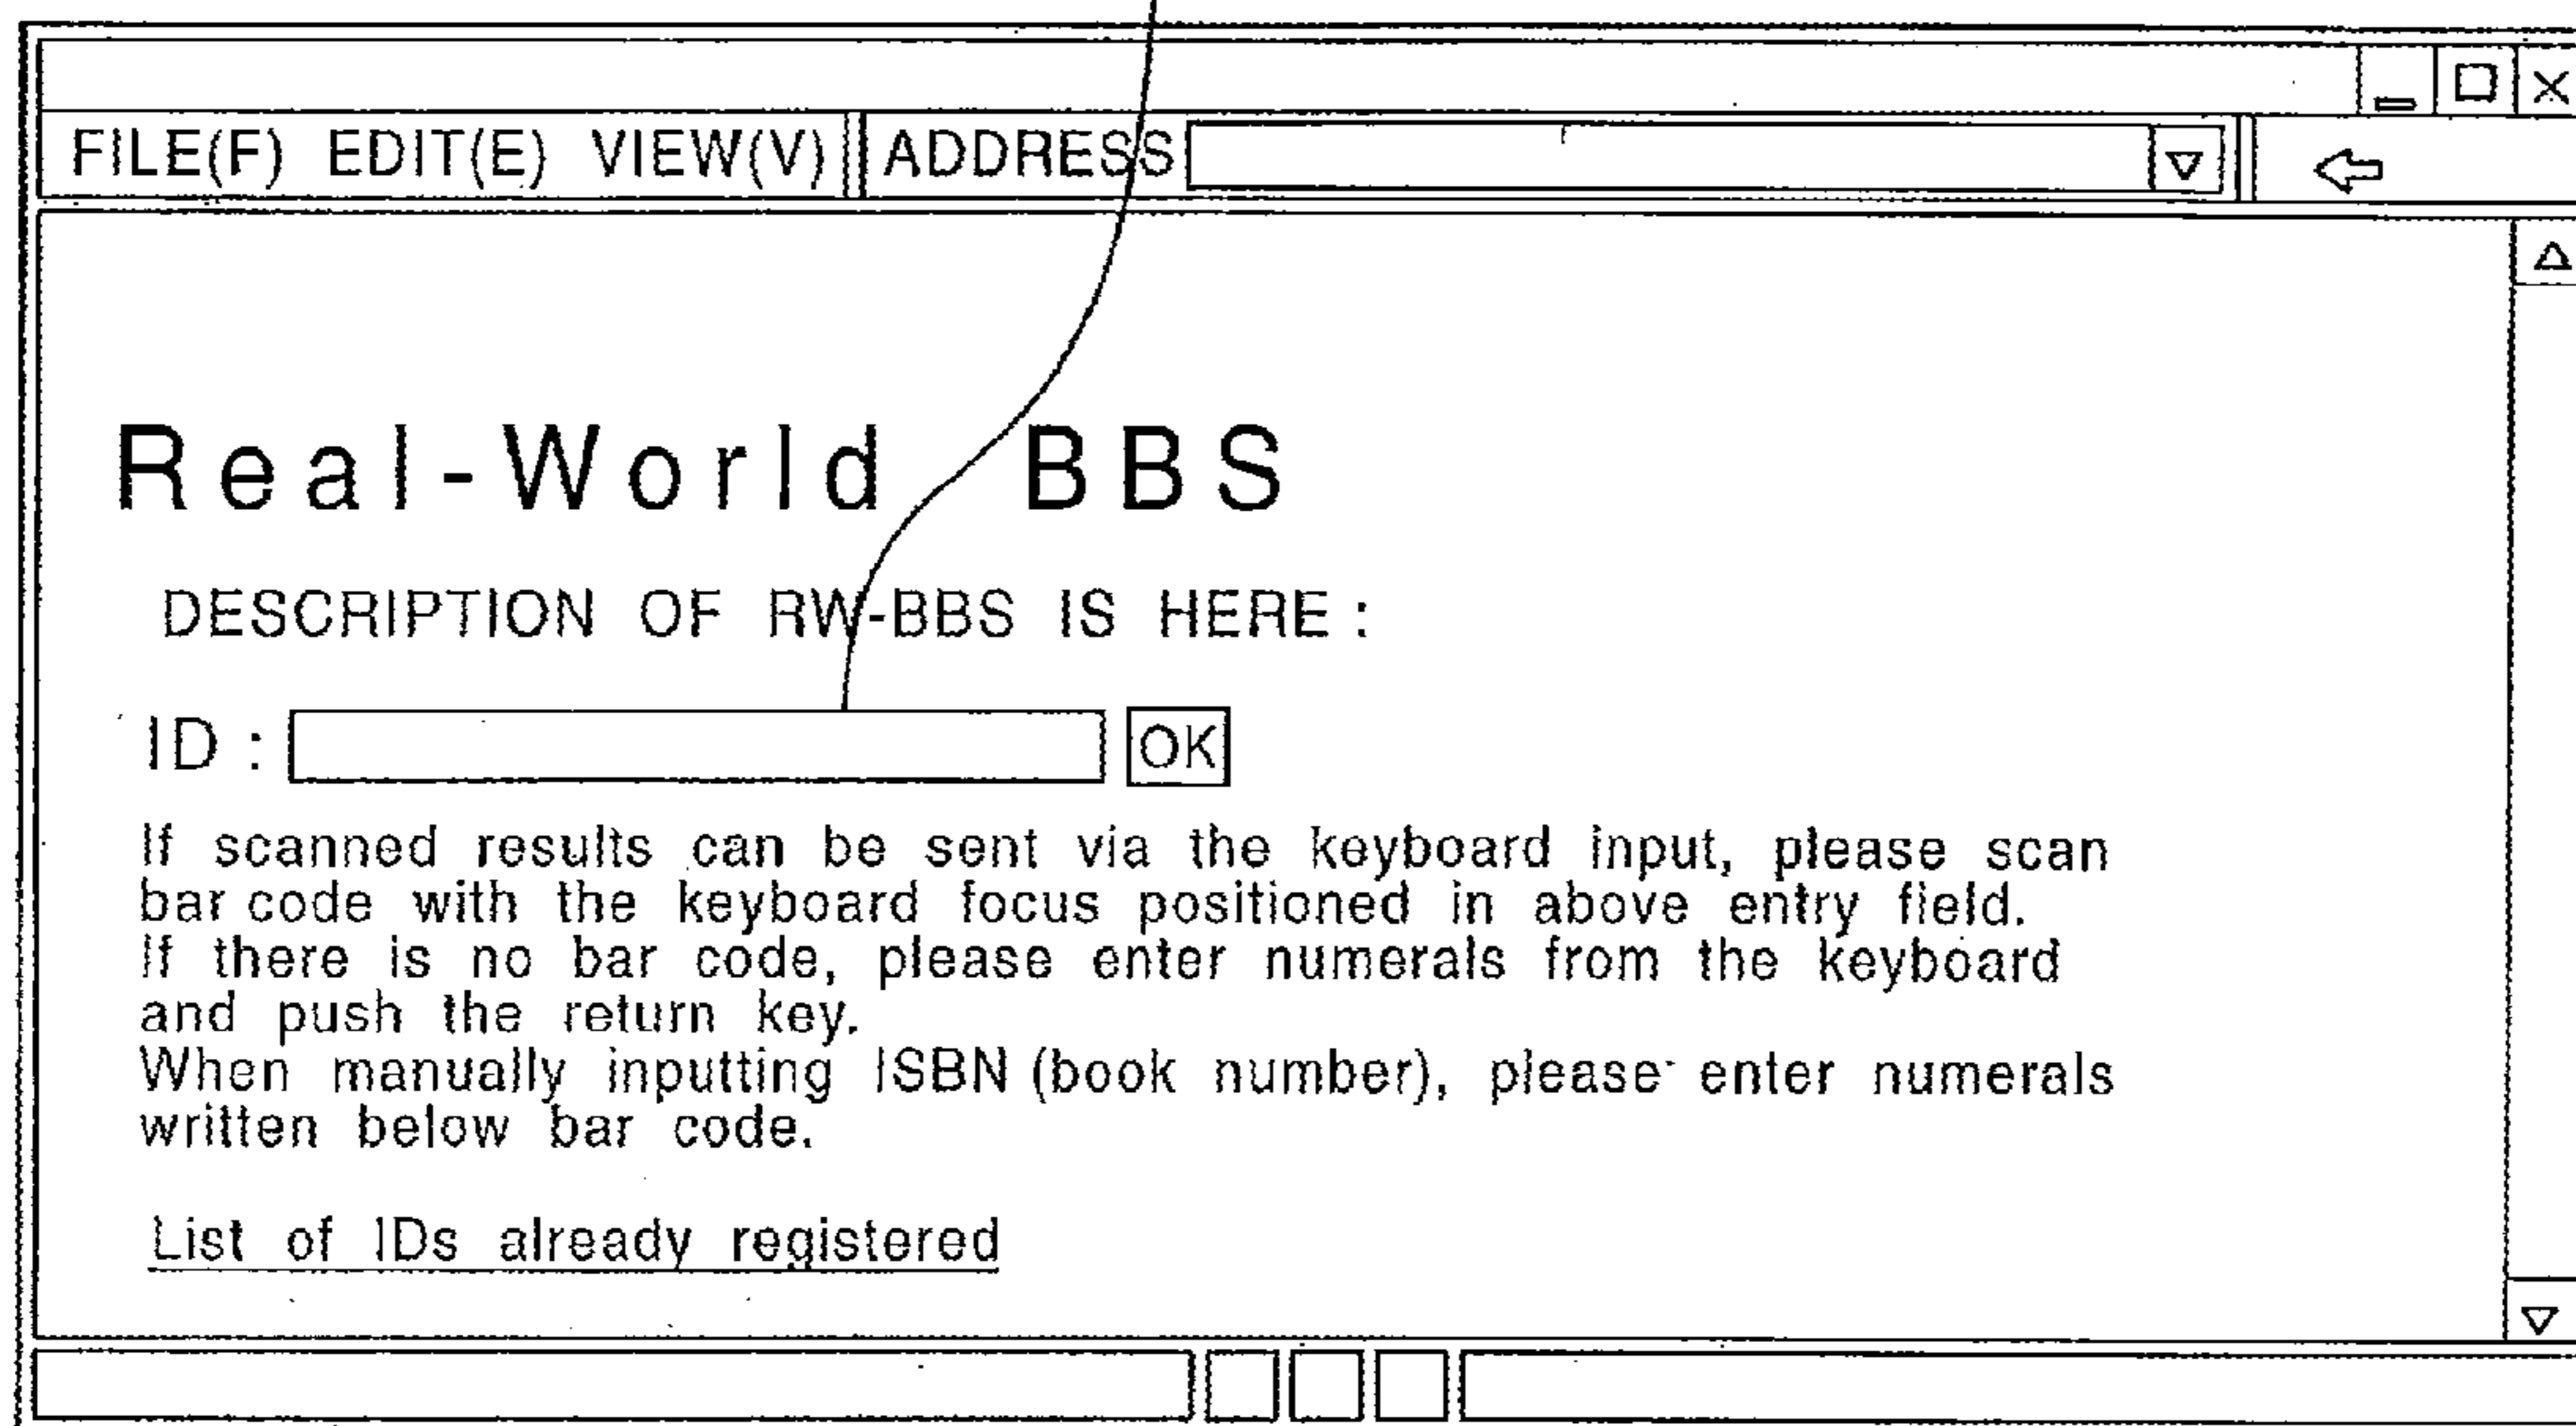 FILE(F) EDIT(E) VIEW(V) ADDRESS
Real-World BBS
DESCRIPTION OF RW-BBS IS HERE :
ID : OK
If scanned results can be sent via the keyboard input, please scan
bar code with the keyboard focus positioned in above entry field.
If there is no bar code, please enter numerals from the keyboard
and push the return key.
When manually inputting ISBN (book number), please enter numerals
written below bar code.
List of IDs already registered